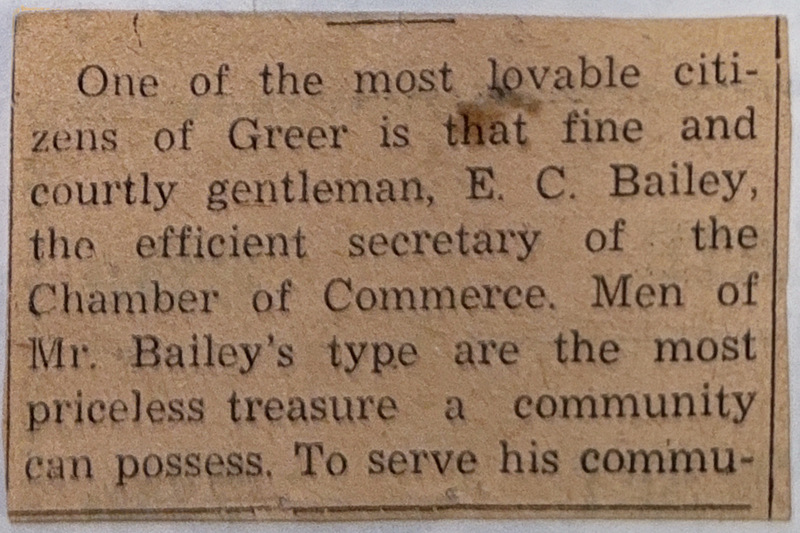 One of the most lovable citi-
zens of Greer is that fine and
courtly gentleman, E. C. Bailey,
the efficient secretary of the
Chamber of Commerce. Men of
Mr. Bailey's type are the most
priceless treasure a community
can possess. To serve his commu-